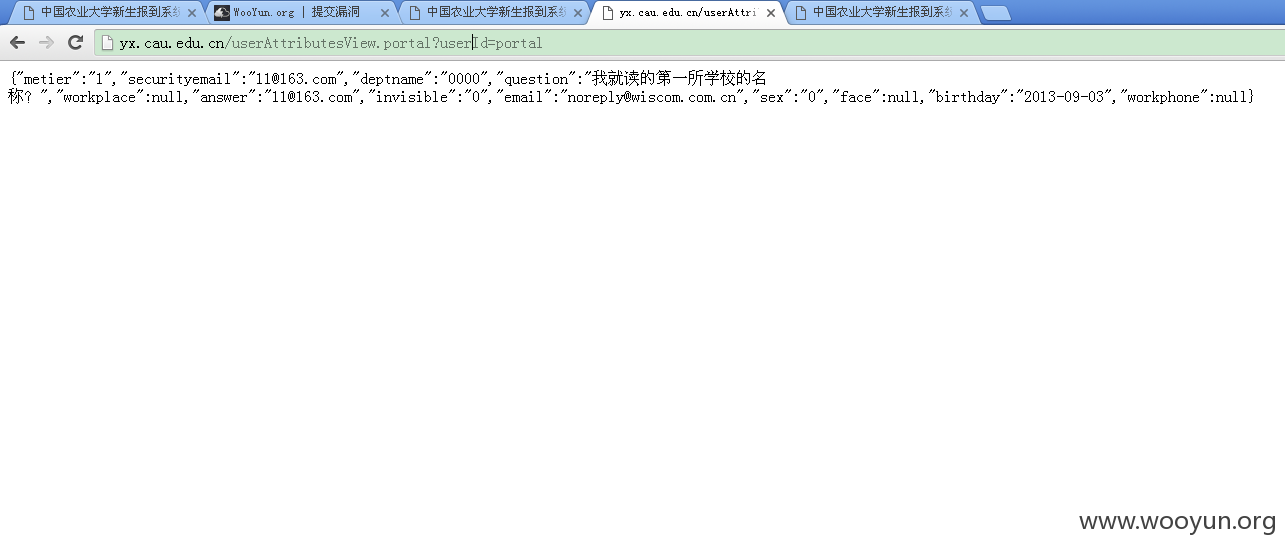 中国农业大学新生报到系统
WooYun.org | 提交漏洞
中国农业大学新生报到系统
yx.cau.edu.cn/userAttri
中国农业大学新生报到系统
yx.cau.edu.cn/userAttributesView.portal?userId=portal
{"metier":"1","securityemail":"11@163.com","deptname":"0000","question":"我就读的第一所学校的名
称？","workplace":null,"answer":"11@163.com","invisible":"0","email":"noreply@wiscom.com.cn","sex":"0","face":null,"birthday":"2013-09-03","workphone":null}
www.wooyun.org